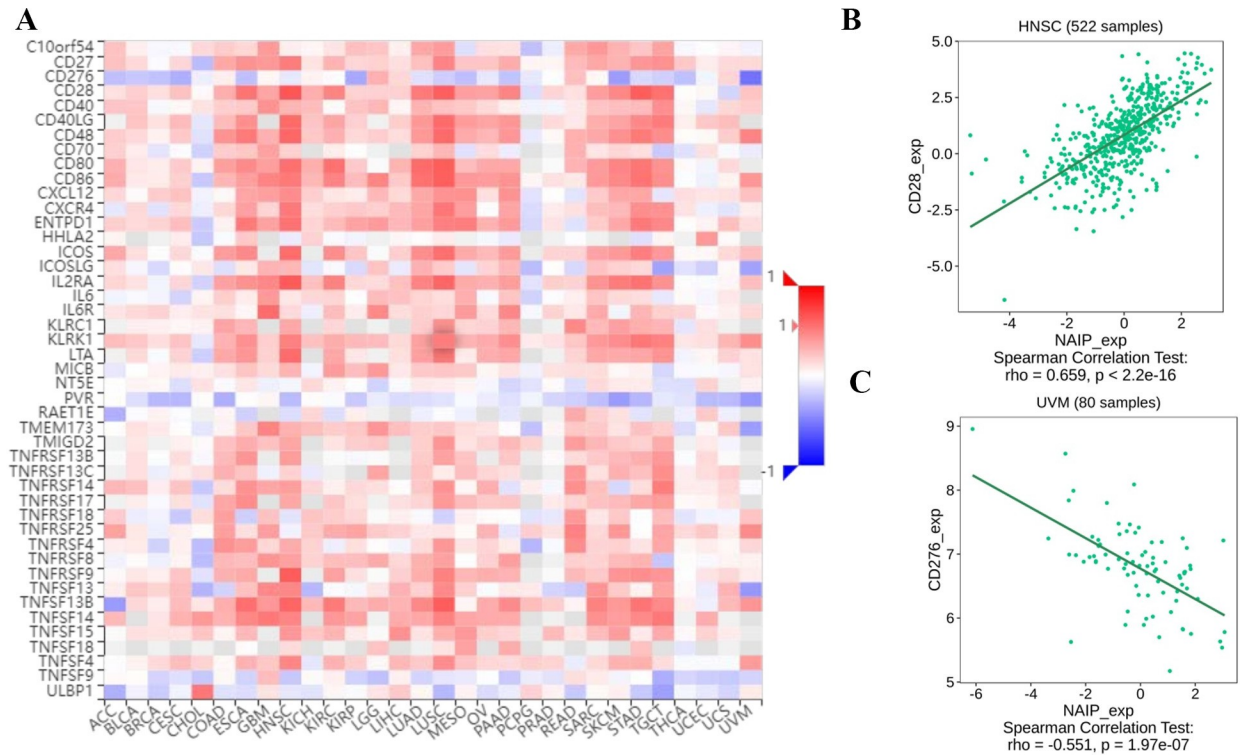 A
C10orf54
CD27
CD276
CD28
CD40
CD40LG
CD48
CD70
CD80
CD86
CXCL12
CXCR4
ENTPD1
HHLA2
ICOS
ICOSLG
IL2RA
IL6
IL6R
KLRC1
KLRK1
LTA
MICB
NT5E
PVR
RAET1E
TMEM173
TMIGD2
TNFRSF13B
TNFRSF13C
TNFRSF14
TNFRSF17
TNFRSF18
TNFRSF25
TNFRSF4
TNFRSF8
TNFRSF9
TNFSF13
TNFSF13B
TNFSF14
TNFSF15
TNFSF18
TNFSF4
TNFSF9
ULBP1
ACC
BLCA
BRCA
CESC
CHOL
COAD
ESCA
GBM
HNSC
KICH
KIRC
KIRP
LGG
LIHC
LUAD
LUSC
MESO
OV
PAAD
PCPG
PRAD
READ
SARC
SKCM
STAD
TGCT
THCA
UCEC
UCS
UVM
1
1
-1
B
HNSC (522 samples)
CD28_exp
5.0
2.5
0.0
-2.5
-5.0
-4 -2 0 2
NAIP_exp
Spearman Correlation Test:
rho = 0.659, p < 2.2e-16
C
UVM (80 samples)
CD276_exp
9
8
7
6
5
-6 -4 -2 0 2
NAIP_exp
Spearman Correlation Test:
rho = -0.551, p = 1.97e-07